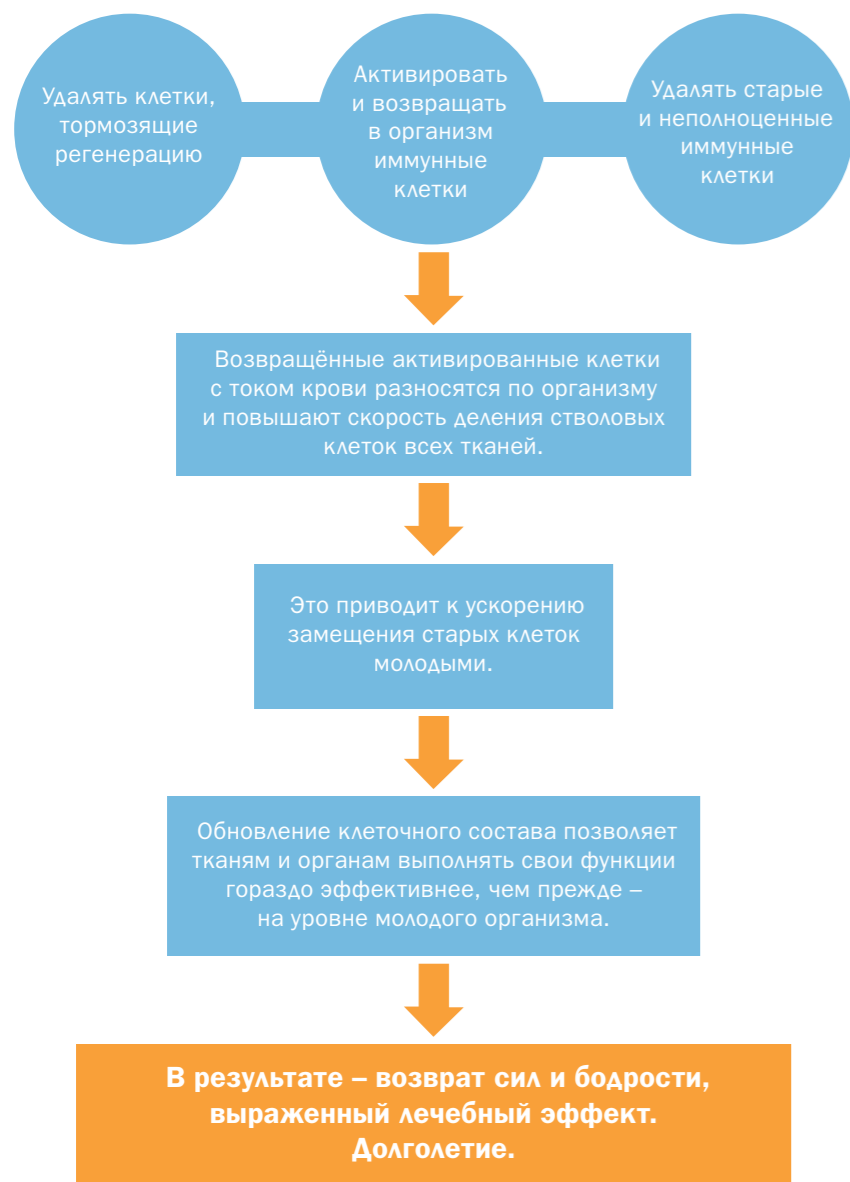 Удалять клетки,
тормозящие
регенерацию
Активировать
и возвращать
в организм
иммунные
клетки
Удалять старые
и неполноценные
иммунные
клетки
Возвращённые активированные клетки
с током крови разносятся по организму
и повышают скорость деления стволовых
клеток всех тканей.
Это приводит к ускорению
замещения старых клеток
молодыми.
Обновление клеточного состава позволяет
тканям и органам выполнять свои функции
гораздо эффективнее, чем прежде –
на уровне молодого организма.
В результате – возврат сил и бодрости,
выраженный лечебный эффект.
Долголетие.